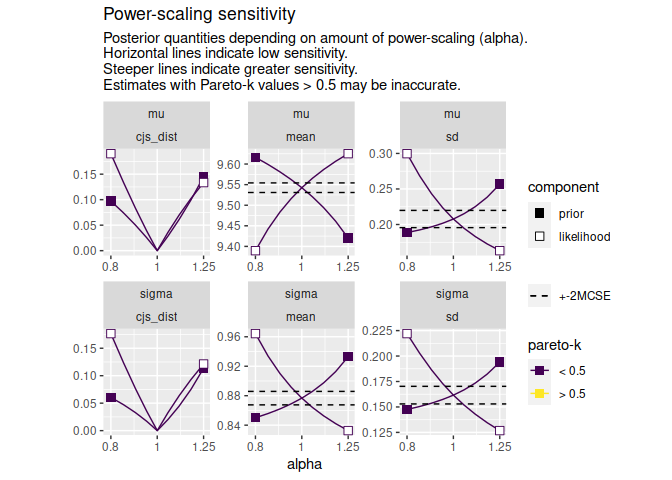 Power-scaling sensitivity
Posterior quantities depending on amount of power-scaling (alpha).
Horizontal lines indicate low sensitivity.
Steeper lines indicate greater sensitivity.
Estimates with Pareto-k values > 0.5 may be inaccurate.
mu
cjs_dist
0.15
0.10
0.05
0.00
0.8 1 1.25
mu
mean
9.60
9.55
9.50
9.45
9.40
0.8 1 1.25
mu
sd
0.30
0.25
0.20
0.8 1 1.25
sigma
cjs_dist
0.15
0.10
0.05
0.00
0.8 1 1.25
sigma
mean
0.96
0.92
0.88
0.84
0.8 1 1.25
sigma
sd
0.225
0.200
0.175
0.150
0.125
0.8 1 1.25
alpha
component
prior
likelihood
+-2MCSE
pareto-k
< 0.5
> 0.5